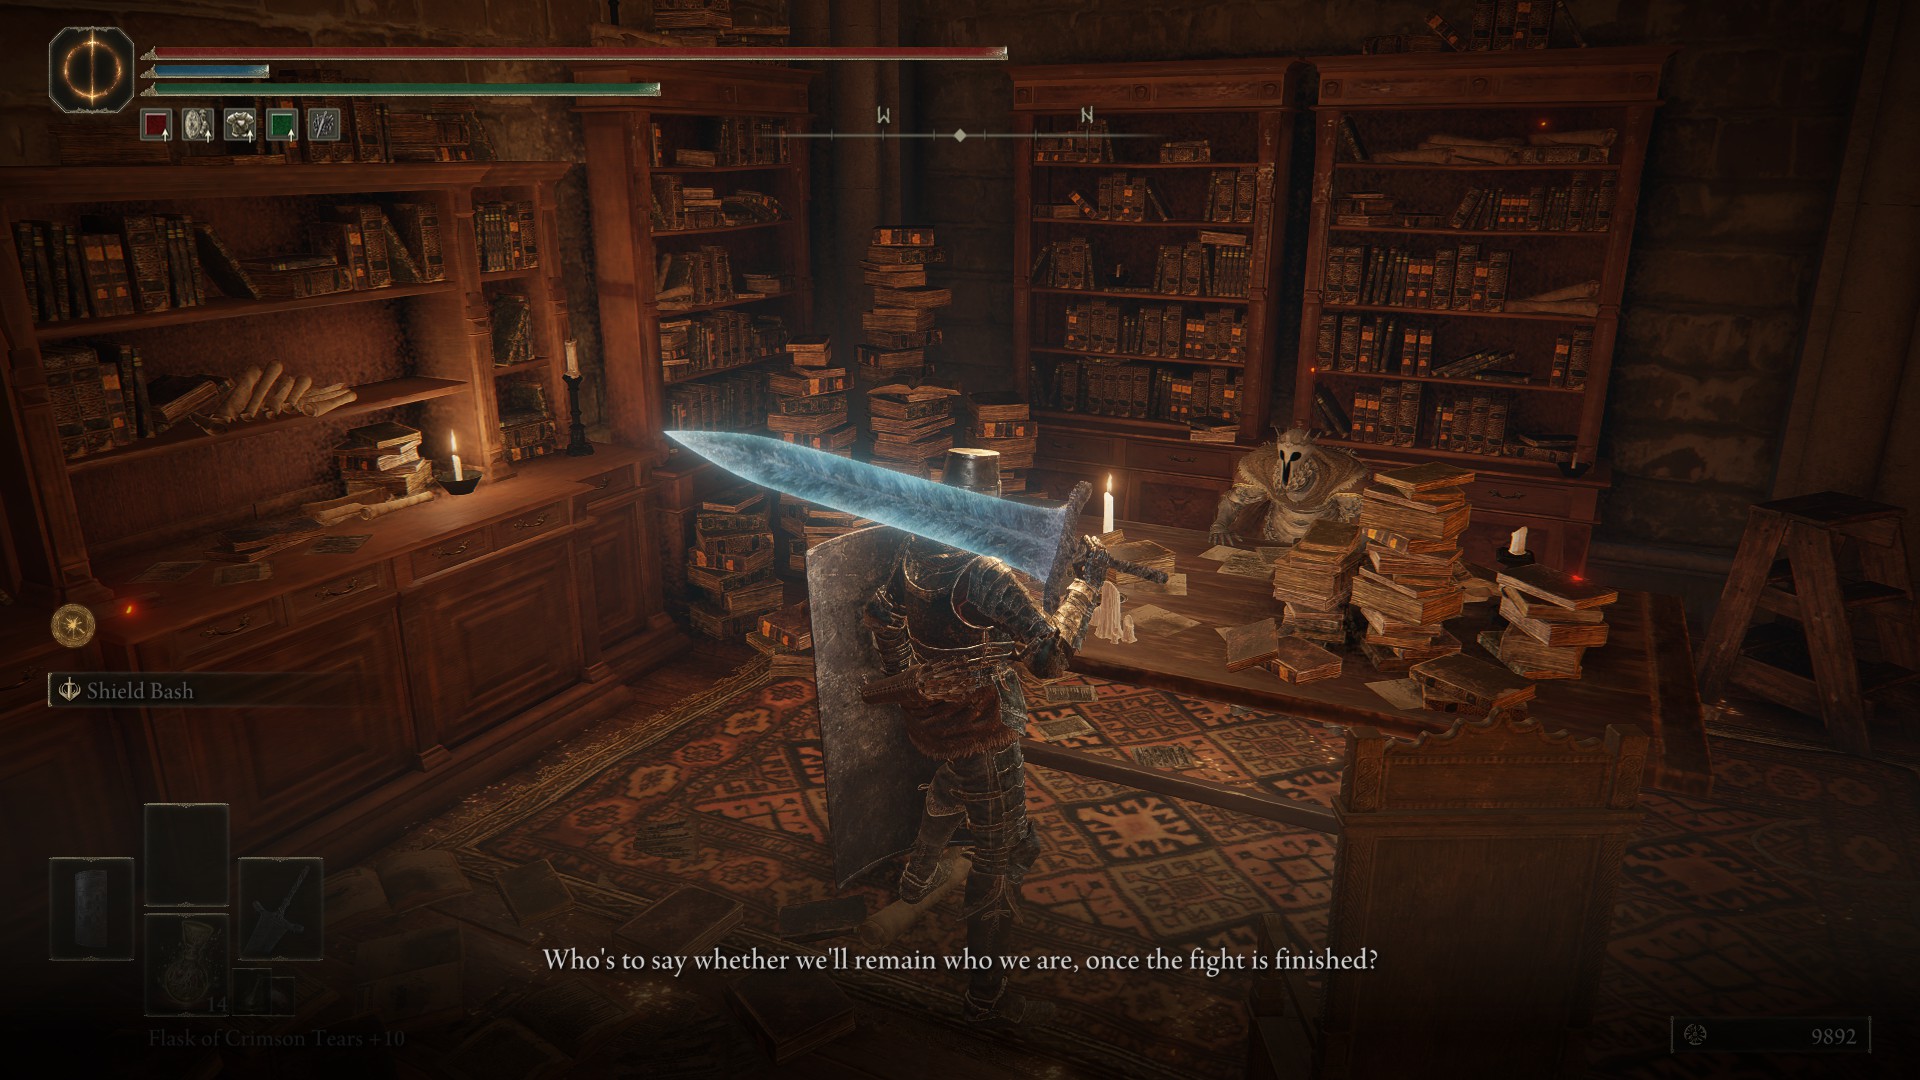 W N
Shield Bash
Who's to say whether we'll remain who we are, once the fight is finished?
14
Flask of Crimson Tears +10
9892